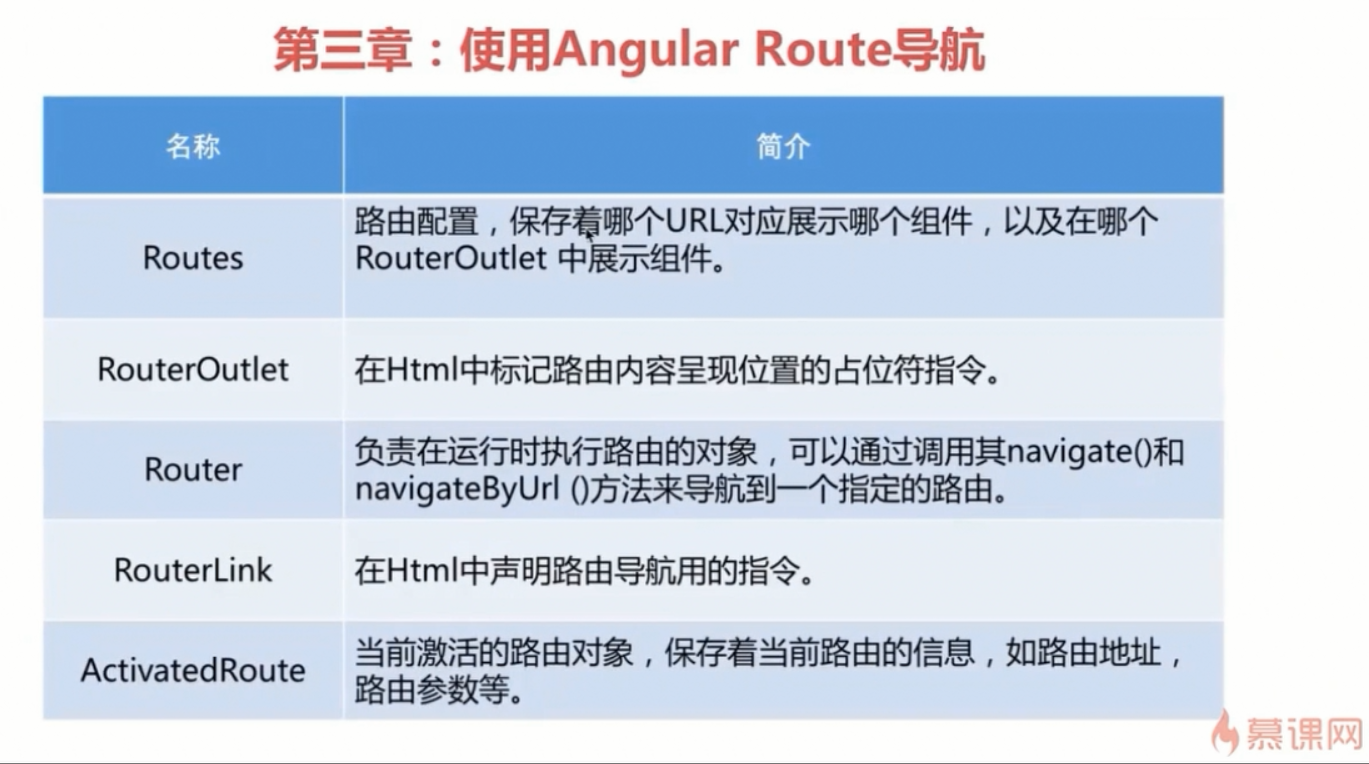 第三章：使用Angular Route导航
名称
简介
Routes
路由配置，保存着哪个URL对应展示哪个组件，以及在哪个
RouterOutlet 中展示组件。
RouterOutlet
在Html中标记路由内容呈现位置的占位符指令。
Router
负责在运行时执行路由的对象，可以通过调用其navigate()和
navigateByUrl ()方法来导航到一个指定的路由。
RouterLink
在Html中声明路由导航用的指令。
ActivatedRoute
当前激活的路由对象，保存着当前路由的信息，如路由地址，
路由参数等。
慕课网